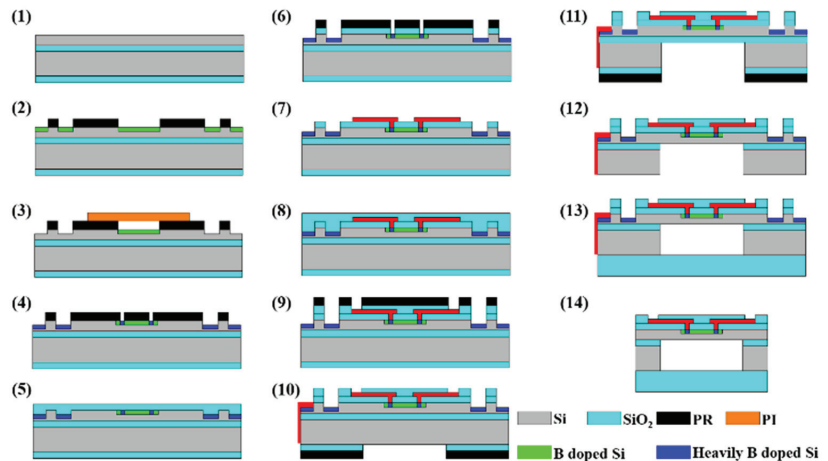 (1)
(2)
(3)
(4)
(5)
(6)
(7)
(8)
(9)
(10)
(11)
(12)
(13)
(14)
Si
SiO₂
PR
PI
B doped Si
Heavily B doped Si